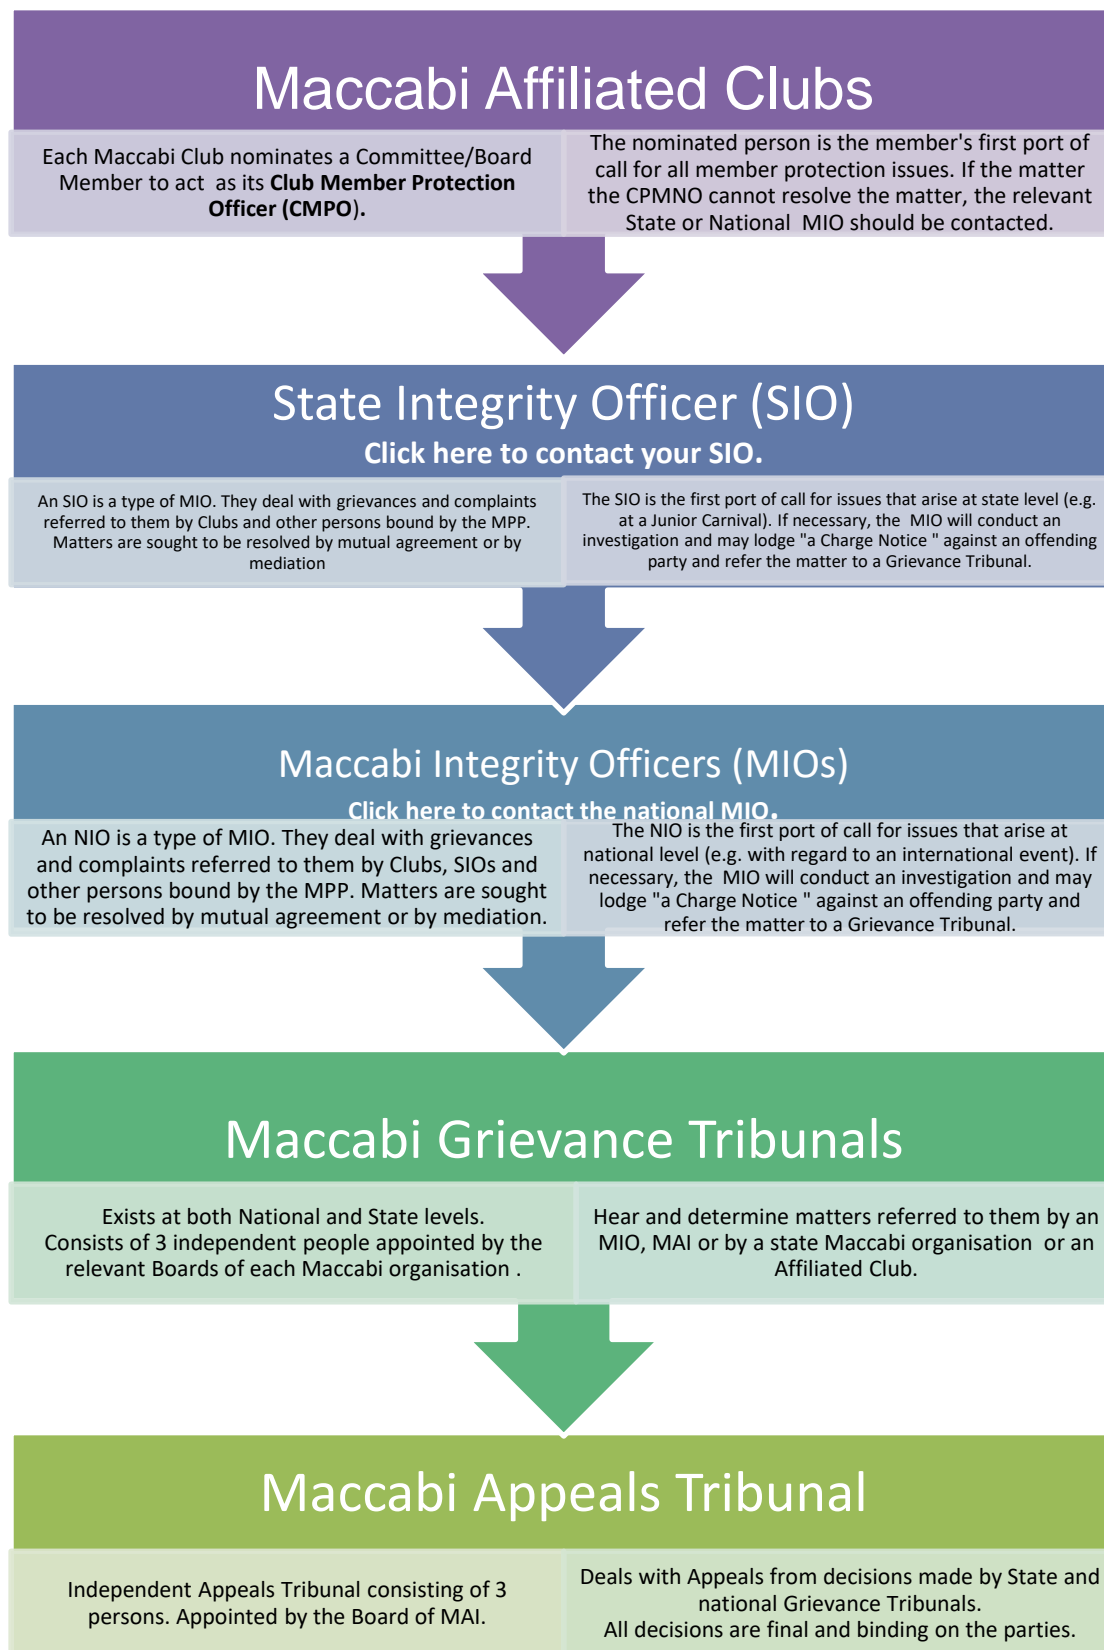 Maccabi Affiliated Clubs
Each Maccabi Club nominates a Committee/Board
Member to act  as its Club Member Protection
Officer (CMPO).
The nominated person is the member's first port of
call for all member protection issues. If the matter
the CPMNO cannot resolve the matter, the relevant
State or National  MIO should be contacted.
State Integrity Officer (SIO)
Click here to contact your SIO.
An SIO is a type of MIO. They deal with grievances and complaints
referred to them by Clubs and other persons bound by the MPP.
Matters are sought to be resolved by mutual agreement or by
mediation
The SIO is the first port of call for issues that arise at state level (e.g.
at a Junior Carnival). If necessary, the  MIO will conduct an
investigation and may lodge "a Charge Notice " against an offending
party and refer the matter to a Grievance Tribunal.
Maccabi Integrity Officers (MIOs)
Click here to contact the national MIO.
An NIO is a type of MIO. They deal with grievances
and complaints referred to them by Clubs, SIOs and
other persons bound by the MPP. Matters are sought
to be resolved by mutual agreement or by mediation.
The NIO is the first port of call for issues that arise at
national level (e.g. with regard to an international event). If
necessary, the  MIO will conduct an investigation and may
lodge "a Charge Notice " against an offending party and
refer the matter to a Grievance Tribunal.
Maccabi Grievance Tribunals
Exists at both National and State levels.
Consists of 3 independent people appointed by the
relevant Boards of each Maccabi organisation .
Hear and determine matters referred to them by an
MIO, MAI or by a state Maccabi organisation  or an
Affiliated Club.
Maccabi Appeals Tribunal
Independent Appeals Tribunal consisting of 3
persons. Appointed by the Board of MAI.
Deals with Appeals from decisions made by State and
national Grievance Tribunals.
All decisions are final and binding on the parties.